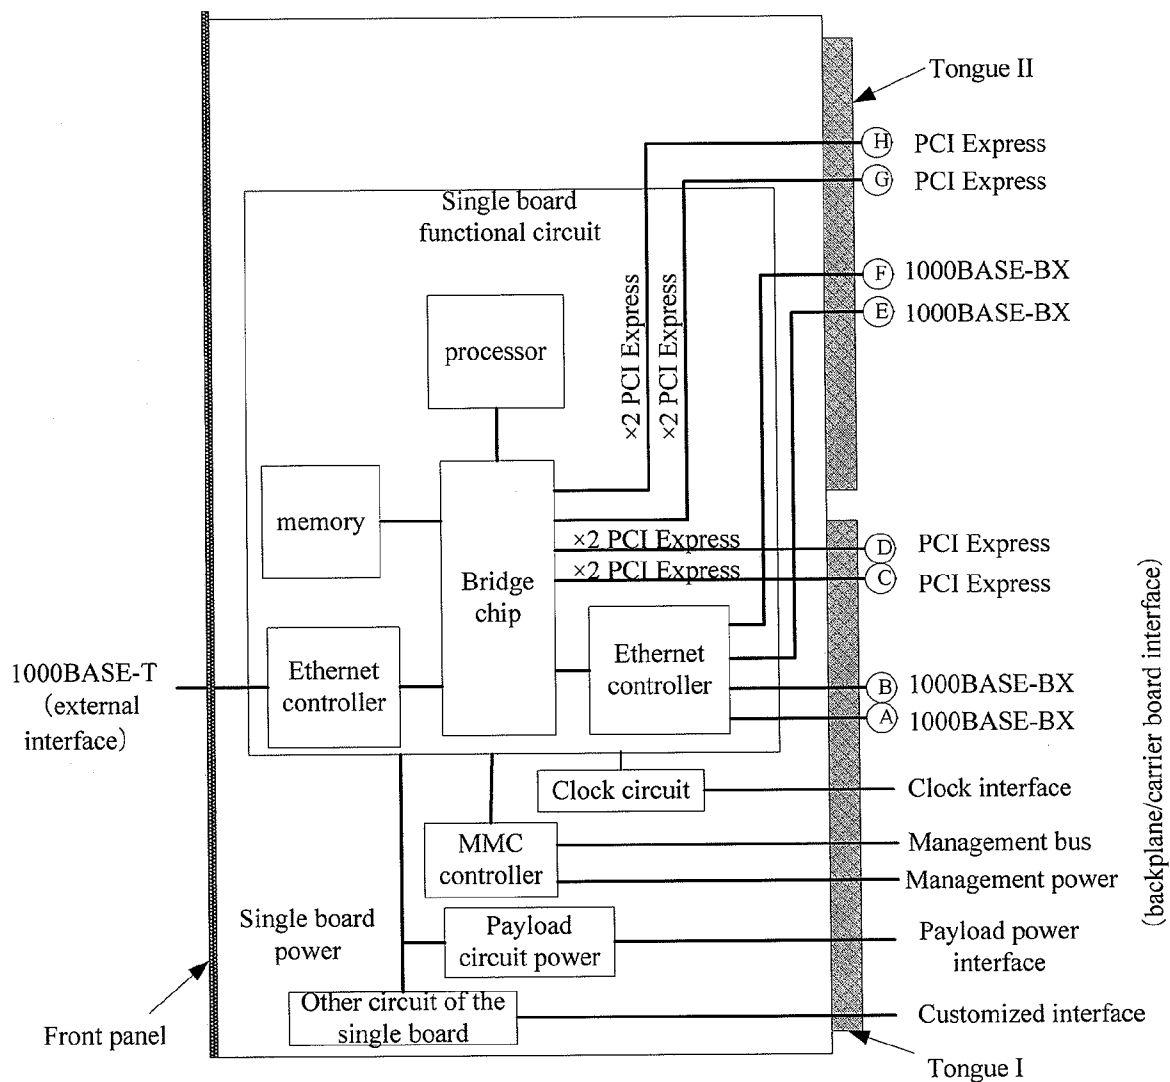 Tongue II
H PCI Express
G PCI Express
Single board
functional circuit
F 1000BASE-BX
E 1000BASE-BX
×2 PCI Express
×2 PCI Express
processor
memory
×2 PCI Express
D PCI Express
×2 PCI Express
C PCI Express
Bridge
chip
Ethernet
controller
Ethernet
controller
1000BASE-T
(external
interface)
B 1000BASE-BX
A 1000BASE-BX
(backplane/carrier board interface)
Clock circuit
Clock interface
MMC
controller
Management bus
Management power
Single board
power
Payload
circuit power
Payload power
interface
Other circuit of the
single board
Customized interface
Front panel
Tongue I